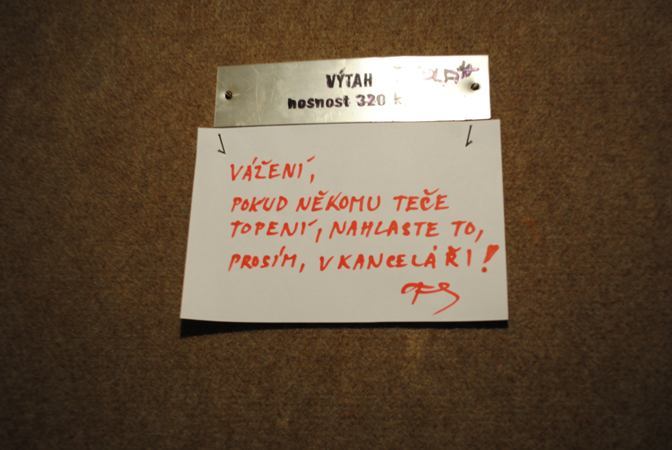 VÝTAH
nosnost 320 k
VÁŽENÍ,
POKUD NĚKOMU TEČE
TOPENÍ, NAHLASTE TO,
PROSÍM, V KANCELÁŘI!